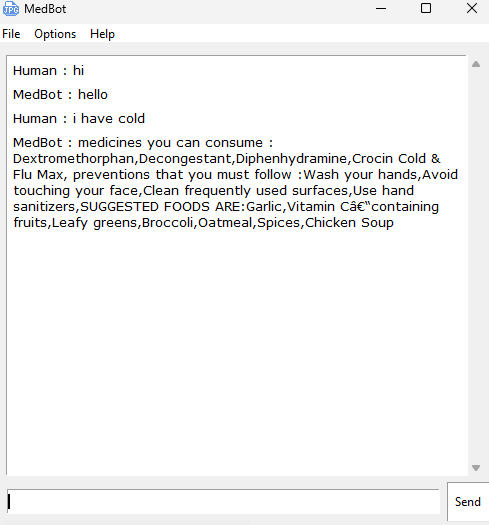 MedBot
File Options Help
Human : hi
MedBot : hello
Human : i have cold
MedBot : medicines you can consume :
Dextromethorphan,Decongestant,Diphenhydramine,Crocin Cold &
Flu Max, preventions that you must follow :Wash your hands,Avoid
touching your face,Clean frequently used surfaces,Use hand
sanitizers,SUGGESTED FOODS ARE:Garlic,Vitamin Câ€“containing
fruits,Leafy greens,Broccoli,Oatmeal,Spices,Chicken Soup
Send